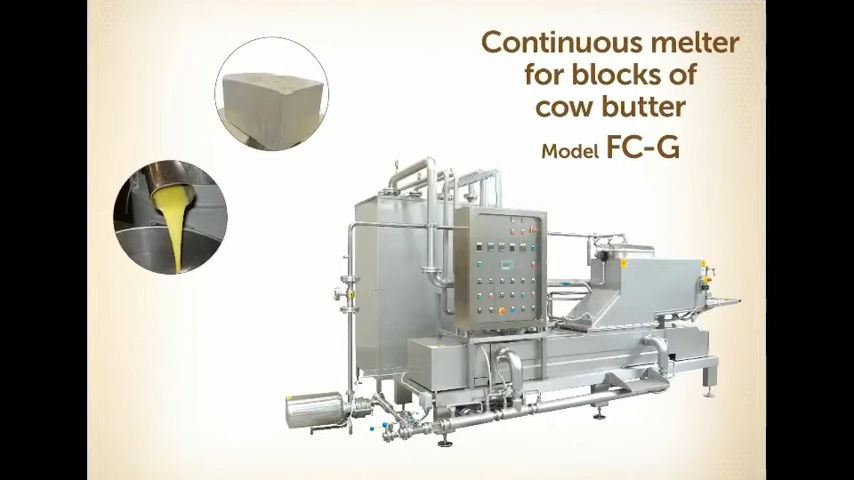 Continuous melter
for blocks of
cow butter
Model FC-G